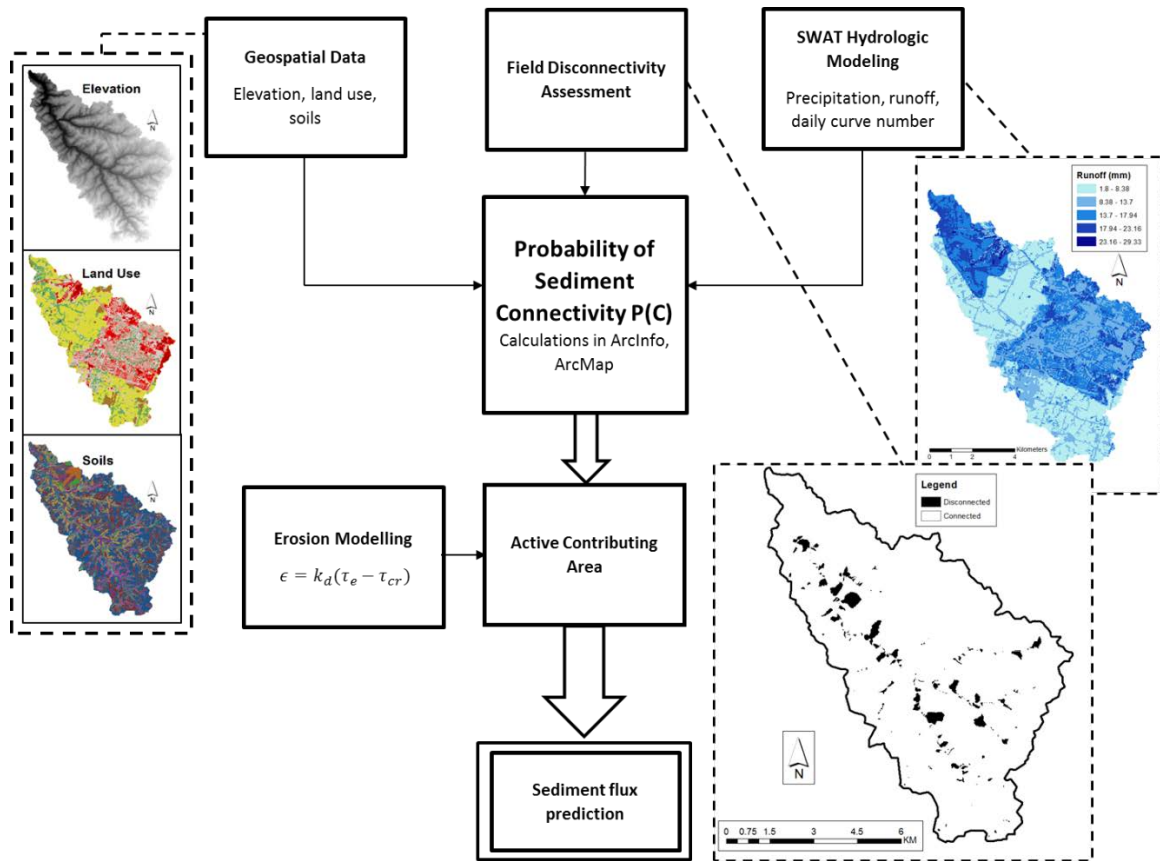 Geospatial Data
Elevation, land use,
soils
Field Disconnectivity
Assessment
SWAT Hydrologic
Modeling
Precipitation, runoff,
daily curve number
Elevation
N
Land Use
N
Soils
N
Probability of
Sediment
Connectivity P(C)
Calculations in ArcInfo,
ArcMap
Runoff (mm)
1.8 - 8.38
8.38 - 13.7
13.7 - 17.94
17.94 - 23.16
23.16 - 29.33
N
Kilometers
0 1 2 4
Erosion Modelling
ϵ = k_d(τ_e − τ_cr)
Active Contributing
Area
Legend
Disconnected
Connected
N
0 0.75 1.5 3 4.5 6
KM
Sediment flux
prediction